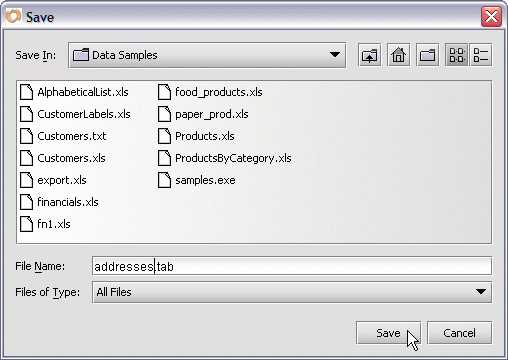 Save
Save In: Data Samples
AlphabeticalList.xls
CustomerLabels.xls
Customers.txt
Customers.xls
export.xls
financials.xls
fn1.xls
food_products.xls
paper_prod.xls
Products.xls
ProductsByCategory.xls
samples.exe
File Name: addresses.tab
Files of Type: All Files
Save Cancel